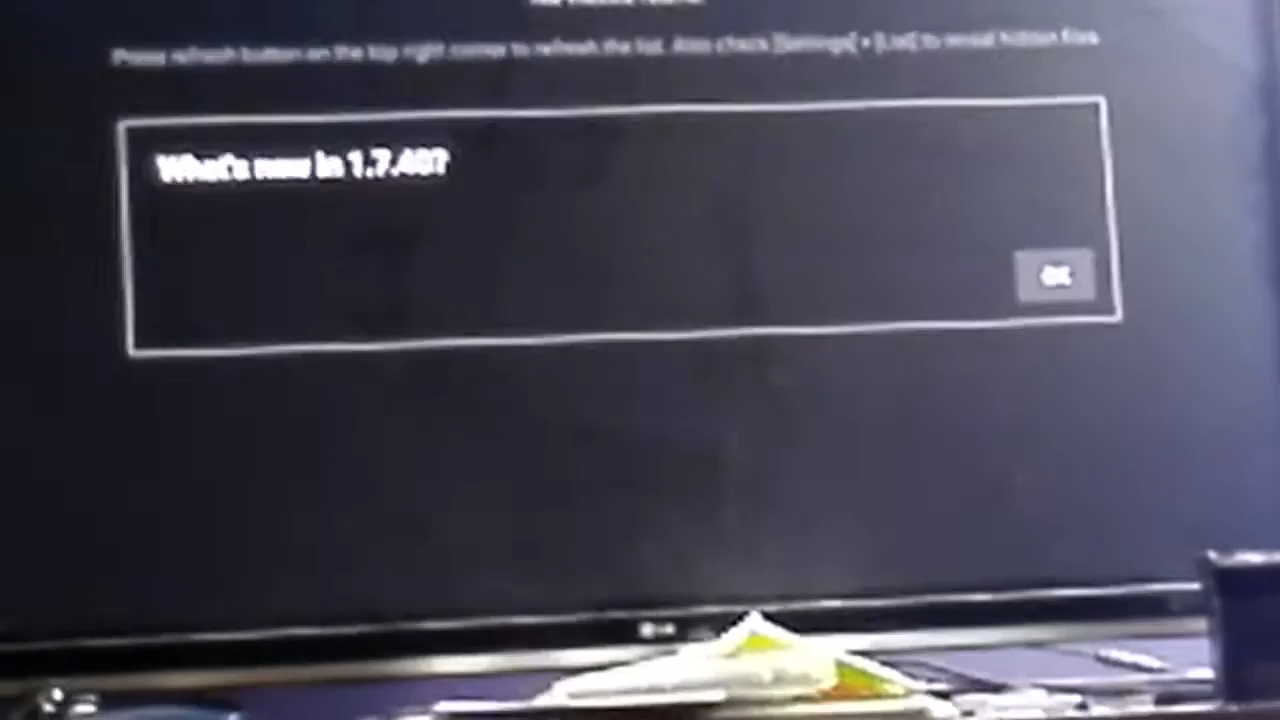 Press refresh button on the top right corner to refresh the list. Also check [Settings] > [List] to reveal hidden files.
What's new in 1.7.40?
OK
LG